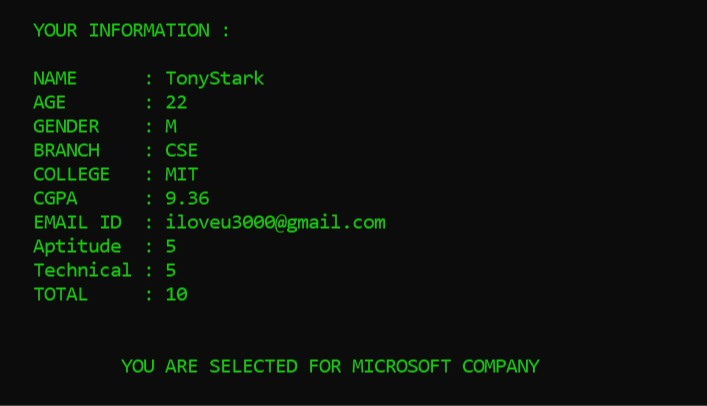 YOUR INFORMATION :
NAME : TonyStark
AGE : 22
GENDER : M
BRANCH : CSE
COLLEGE : MIT
CGPA : 9.36
EMAIL ID : iloveu3000@gmail.com
Aptitude : 5
Technical : 5
TOTAL : 10
YOU ARE SELECTED FOR MICROSOFT COMPANY